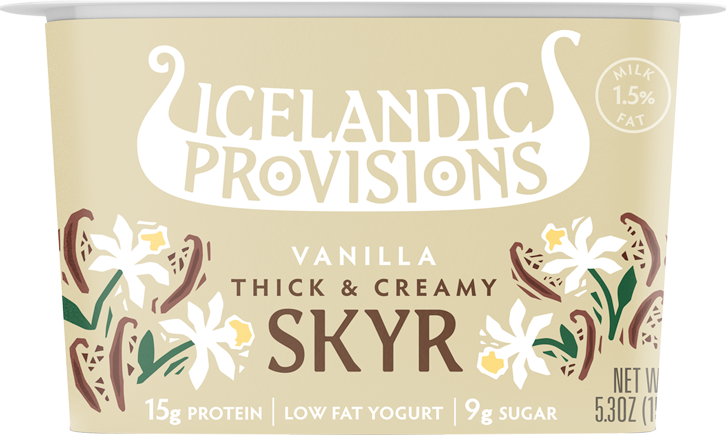 ICELANDIC
PROVISIONS
MILK
1.5%
FAT
VANILLA
THICK & CREAMY
SKYR
15g PROTEIN | LOW FAT YOGURT | 9g SUGAR
NET
5.3OZ